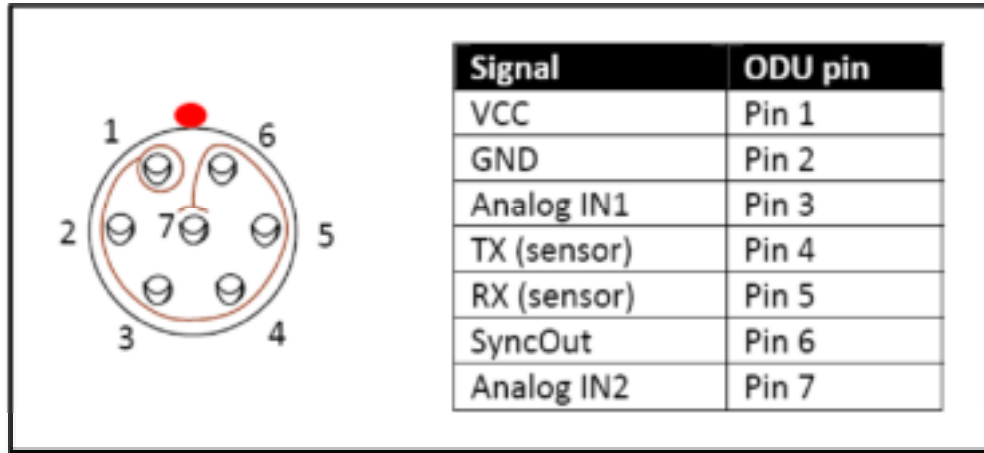 1
6
2
7
5
3
4
Signal ODU pin
VCC Pin 1
GND Pin 2
Analog IN1 Pin 3
TX (sensor) Pin 4
RX (sensor) Pin 5
SyncOut Pin 6
Analog IN2 Pin 7